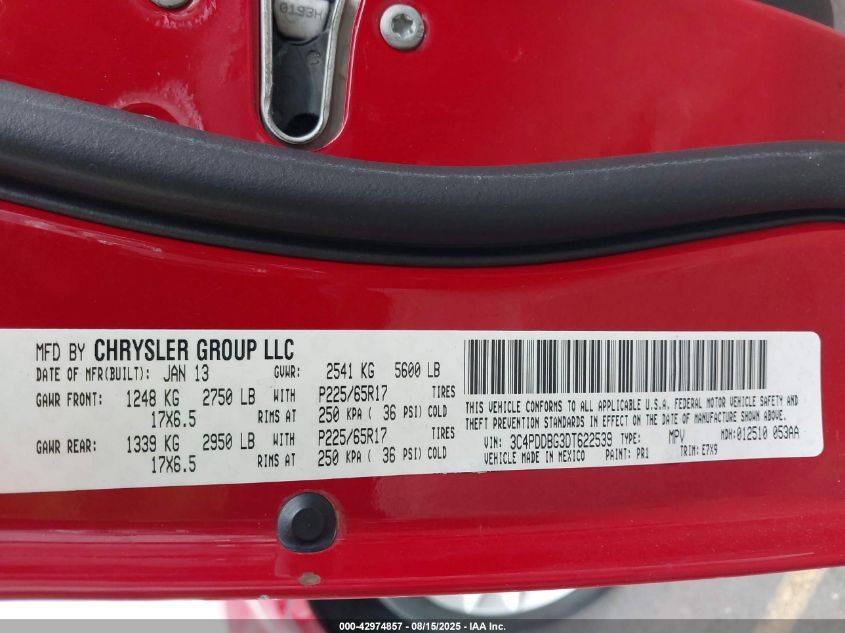 0193H
MFD BY CHRYSLER GROUP LLC
DATE OF MFR(BUILT): JAN 13 GVWR: 2541 KG 5600 LB
GAWR FRONT: 1248 KG 2750 LB WITH P225/65R17 TIRES
17X6.5 RIMS AT 250 KPA ( 36 PSI) COLD
GAWR REAR: 1339 KG 2950 LB WITH P225/65R17 TIRES
17X6.5 RIMS AT 250 KPA ( 36 PSI) COLD
THIS VEHICLE CONFORMS TO ALL APPLICABLE U.S.A. FEDERAL MOTOR VEHICLE SAFETY AND
THEFT PREVENTION STANDARDS IN EFFECT ON THE DATE OF MANUFACTURE SHOWN ABOVE.
VIN: 3C4PDDBG3DT622539 TYPE: MPV MDH:012510 053AA
VEHICLE MADE IN MEXICO PAINT: PR1 TRIM: E7X9
000-42974857 - 08/15/2025 - IAA Inc.